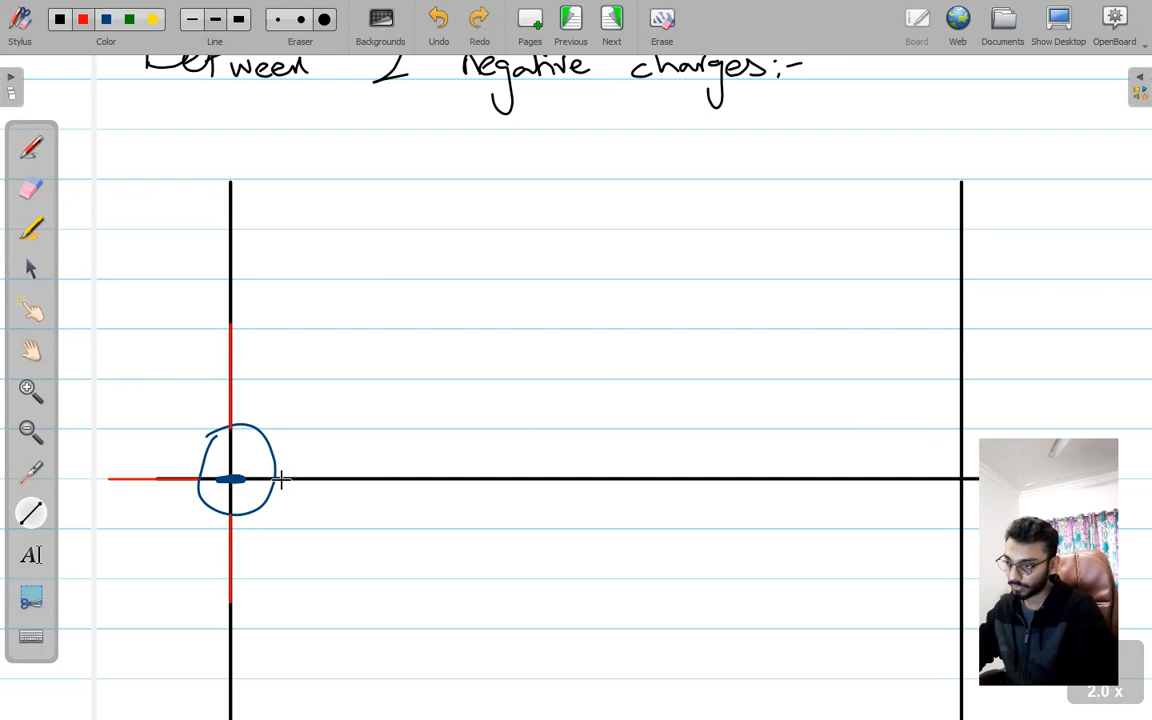 Stylus Color Line Eraser Backgrounds Undo Redo Pages Previous Next Erase Board Web Documents Show Desktop OpenBoard
Between 2 negative charges:-
AI
2.0 x